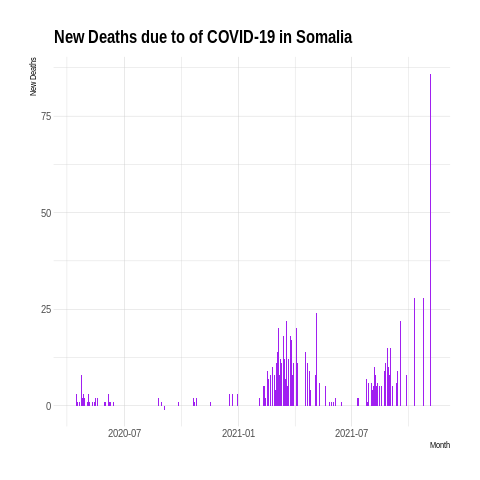 New Deaths due to of COVID-19 in Somalia
New Deaths
75
50
25
0
2020-07
2021-01
2021-07
Month